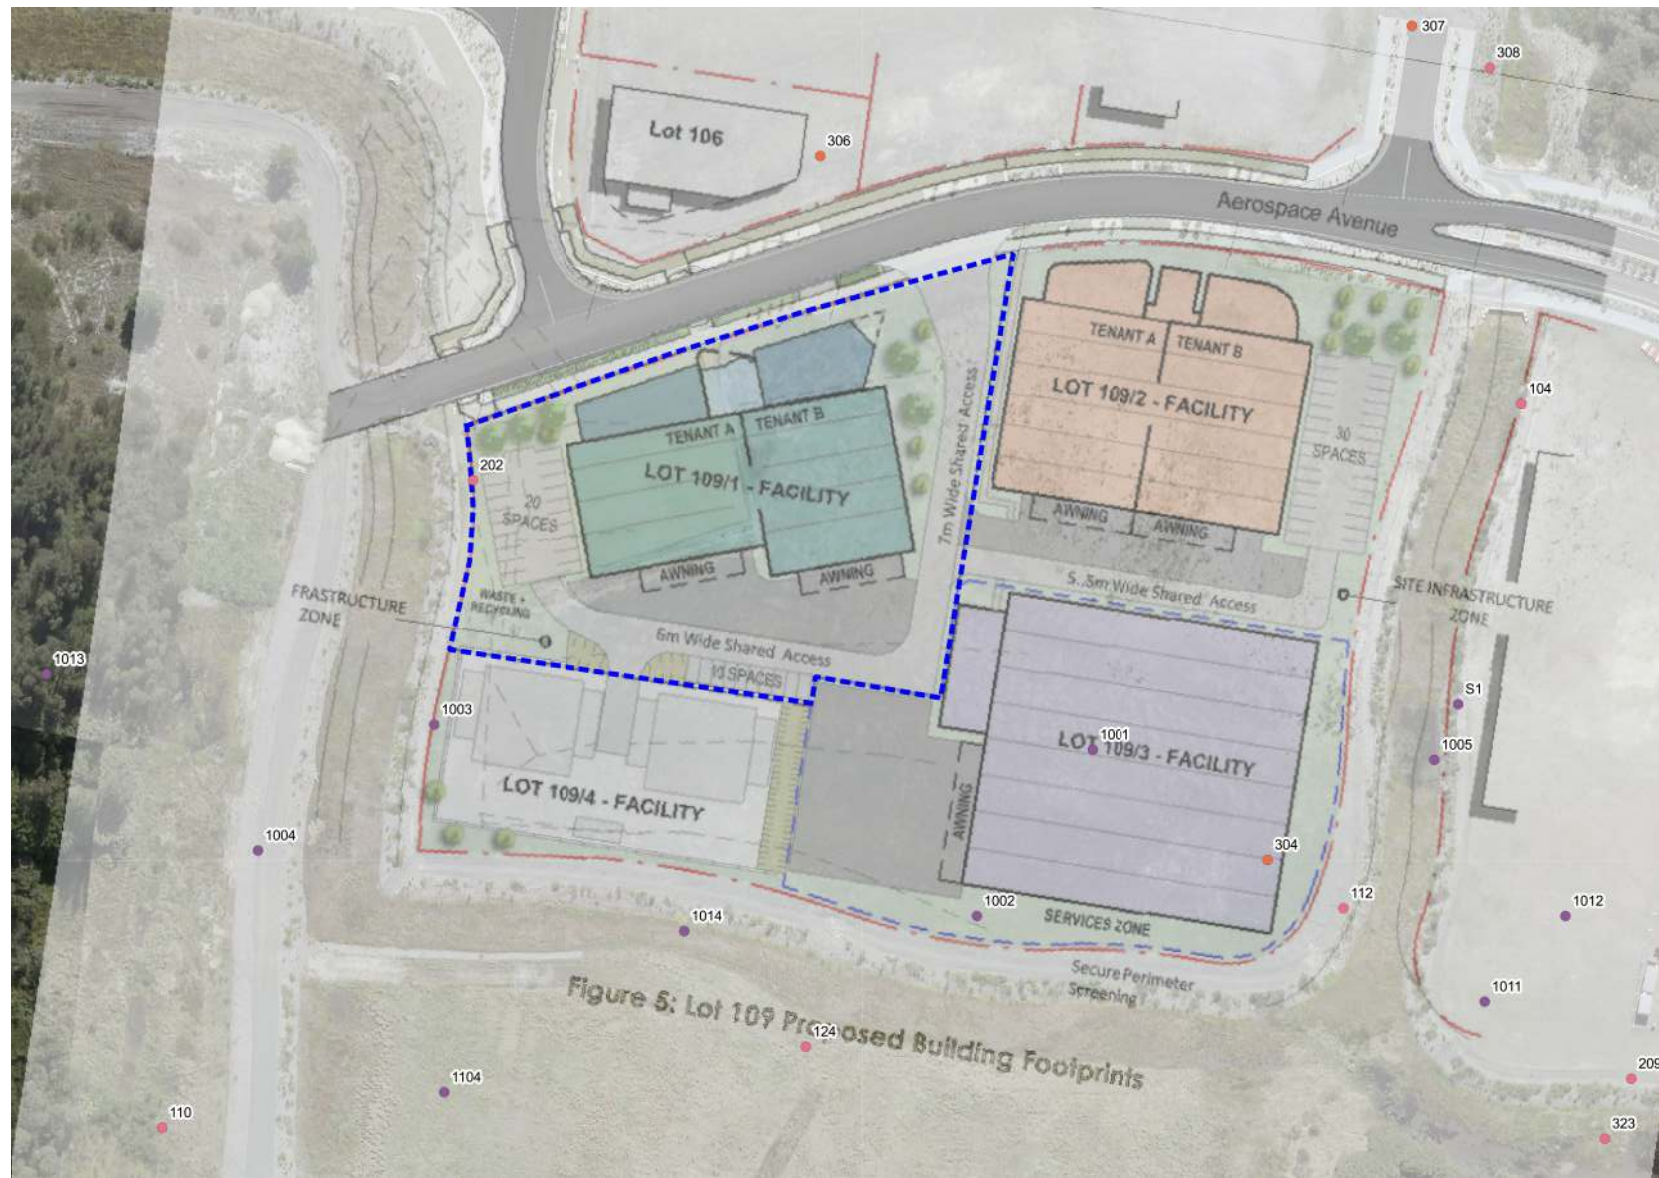 307
308
Lot 106
306
Aerospace Avenue
TENANT A
TENANT B
LOT 109/2 - FACILITY
104
7m Wide Shared Access
TENANT A
TENANT B
30
SPACES
202
LOT 109/1 - FACILITY
20
SPACES
AWNING
AWNING
AWNING
AWNING
5.5m Wide Shared Access
SITE INFRASTRUCTURE
ZONE
FRASTRUCTURE
ZONE
WASTE +
RECYCLING
6m Wide Shared Access
10 SPACES
1013
S1
1003
1001
LOT 109/3 - FACILITY
1005
LOT 109/4 - FACILITY
AWNING
1004
304
112
1002
SERVICES ZONE
1012
1014
Secure Perimeter
Screening
1011
Figure 5: Lot 109 Proposed Building Footprints
124
209
1104
110
323